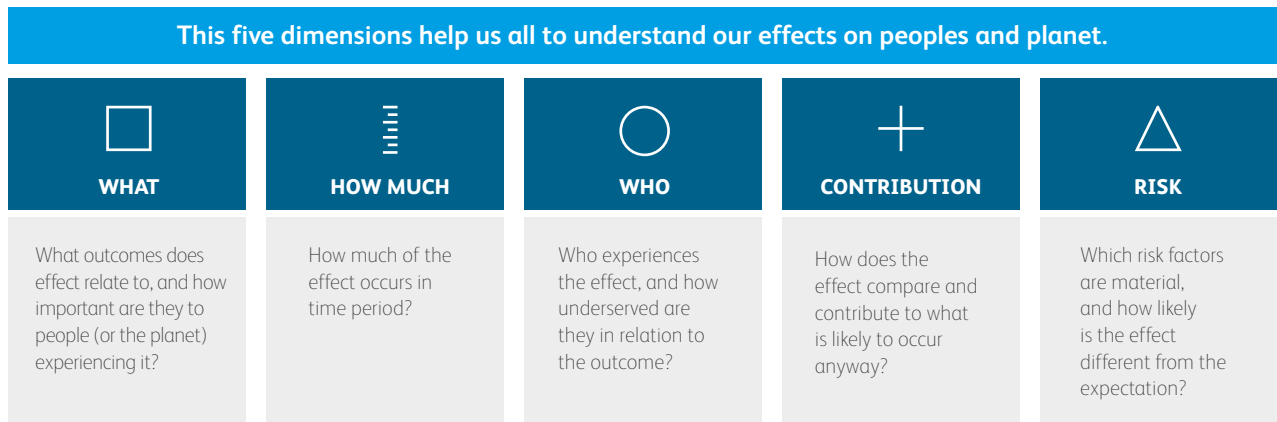 This five dimensions help us all to understand our effects on peoples and planet.
WHAT
What outcomes does
effect relate to, and how
important are they to
people (or the planet)
experiencing it?
HOW MUCH
How much of the
effect occurs in
time period?
WHO
Who experiences
the effect, and how
underserved are
they in relation to
the outcome?
CONTRIBUTION
How does the
effect compare and
contribute to what
is likely to occur
anyway?
RISK
Which risk factors
are material,
and how likely
is the effect
different from the
expectation?